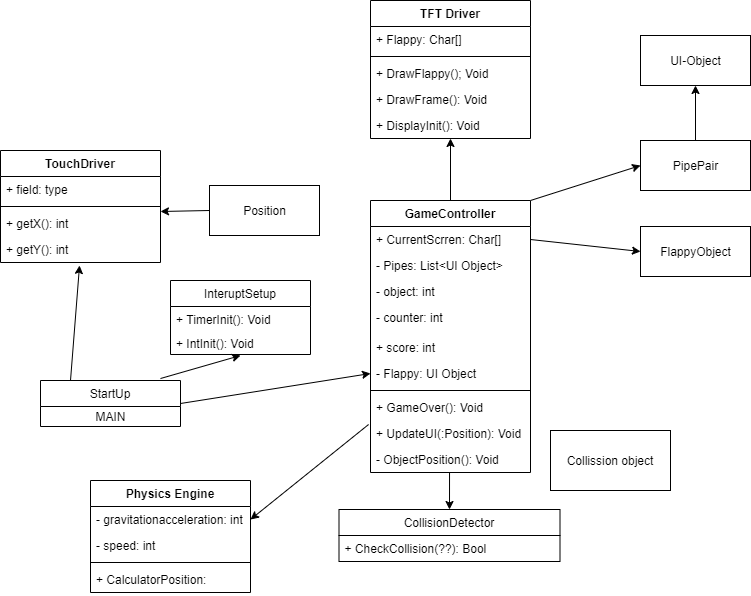 TFT Driver
+ Flappy: Char[]
+ DrawFlappy(); Void
+ DrawFrame(): Void
+ DisplayInit(): Void
UI-Object
PipePair
FlappyObject
TouchDriver
+ field: type
+ getX(): int
+ getY(): int
Position
InteruptSetup
+ TimerInit(): Void
+ IntInit(): Void
StartUp
MAIN
GameController
+ CurrentScrren: Char[]
- Pipes: List<UI Object>
- object: int
- counter: int
+ score: int
- Flappy: UI Object
+ GameOver(): Void
+ UpdateUI(:Position): Void
- ObjectPosition(): Void
Collission object
Physics Engine
- gravitationacceleration: int
- speed: int
+ CalculatorPosition:
CollisionDetector
+ CheckCollision(??): Bool